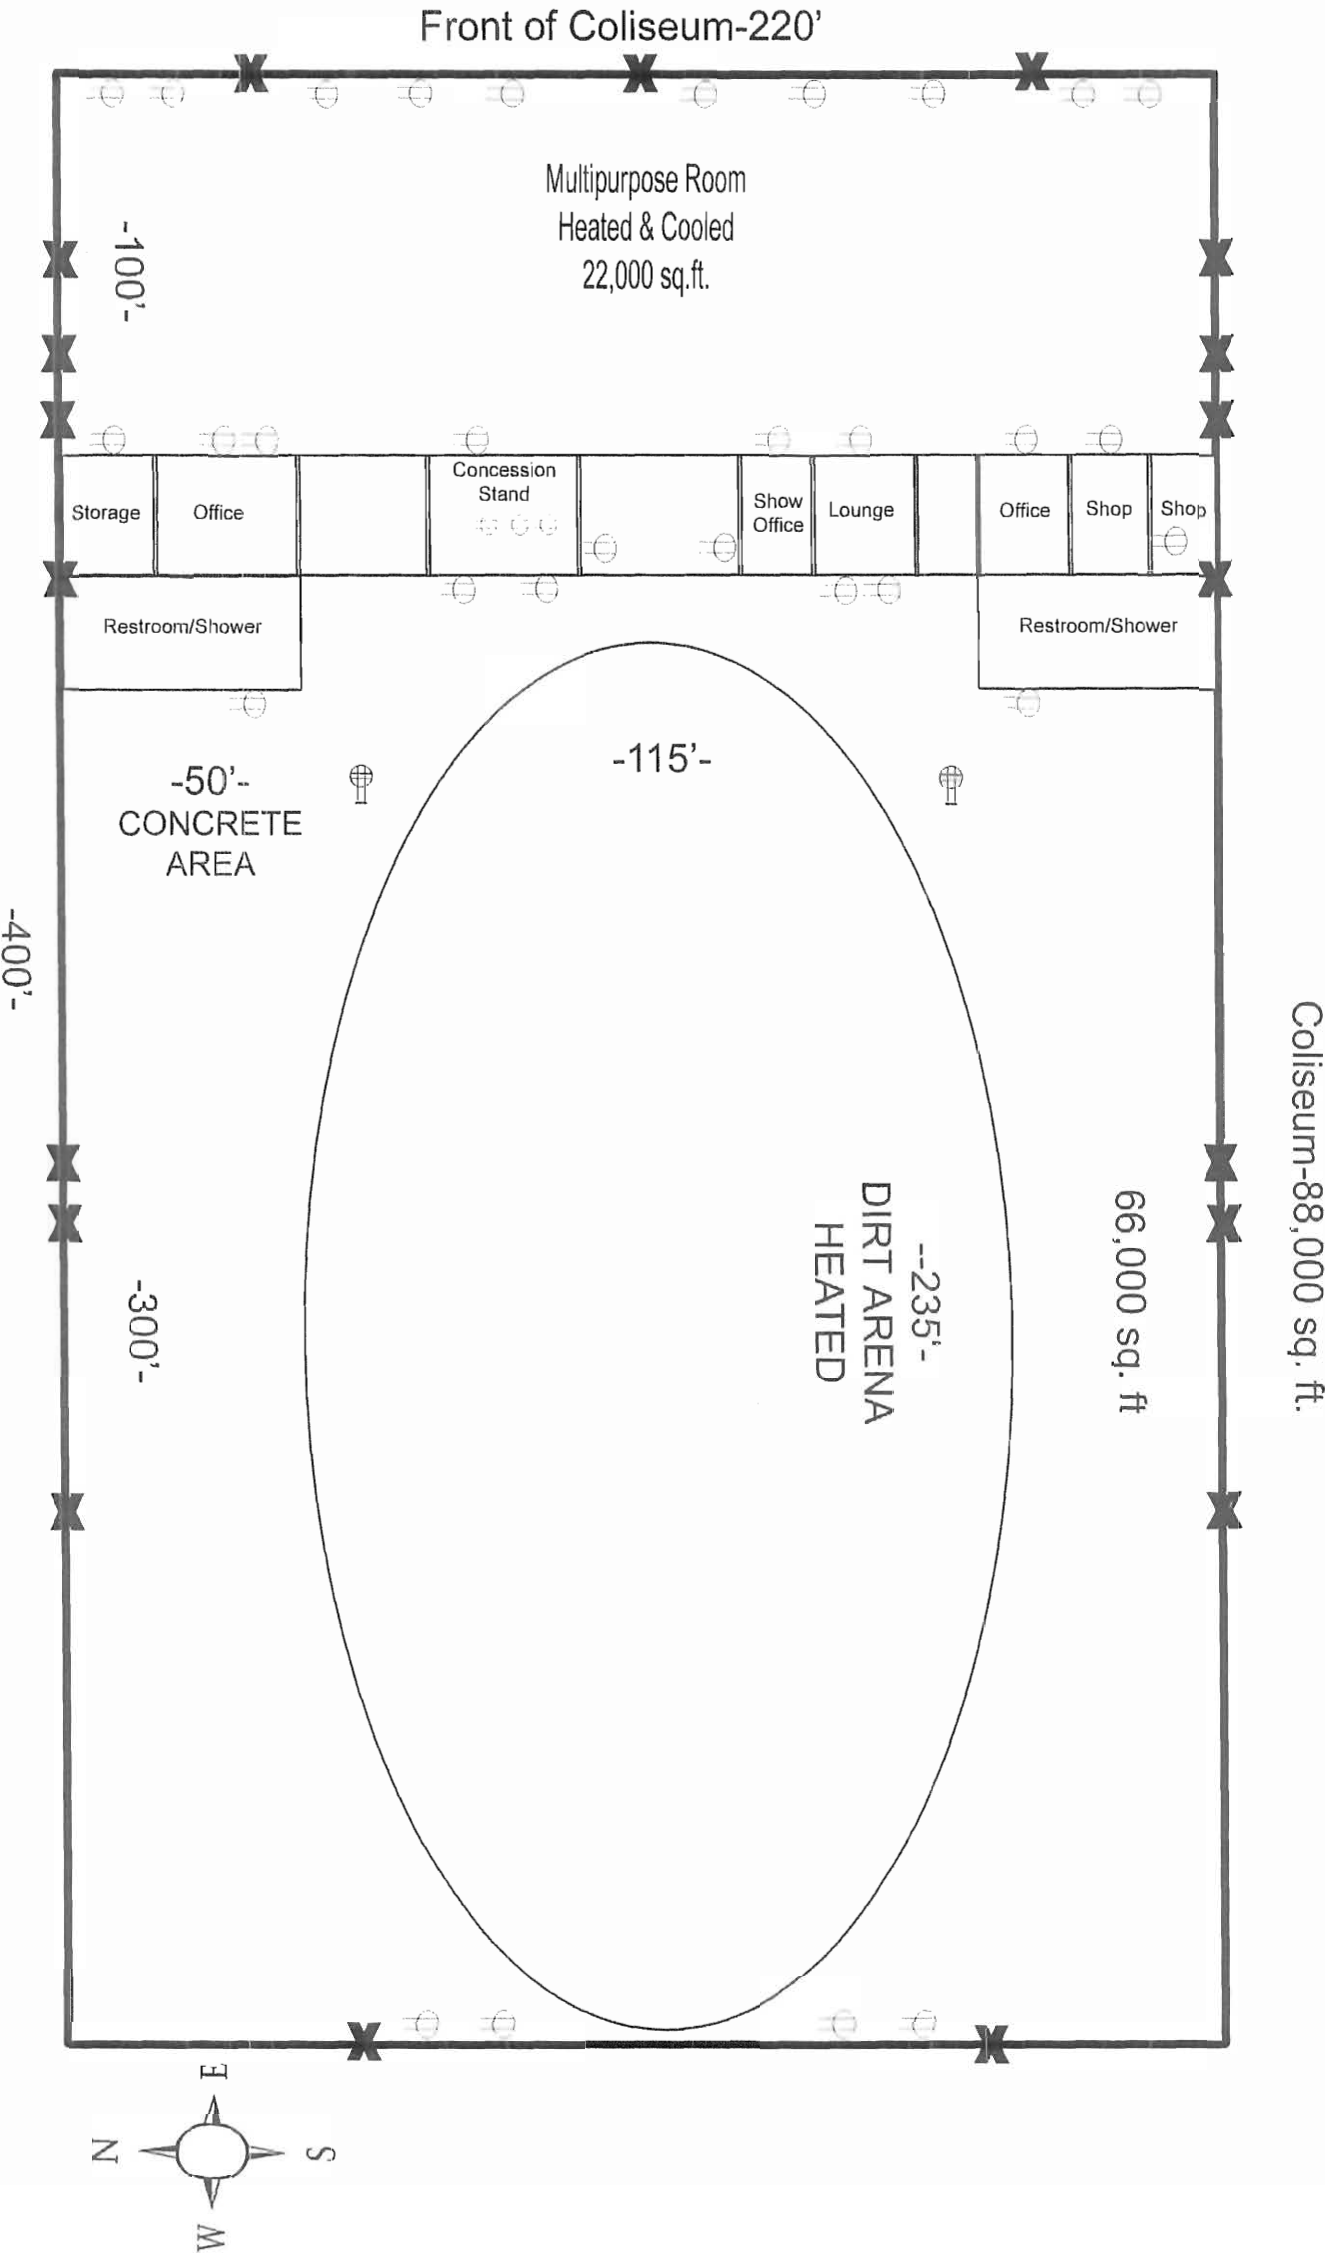 Front of Coliseum-220'
Multipurpose Room
Heated & Cooled
22,000 sq.ft.
-100'-
Concession
Stand
Storage
Office
Show
Office
Lounge
Office
Shop
Shop
Restroom/Shower
Restroom/Shower
-115'-
-50'-
CONCRETE
AREA
-400'-
Coliseum-88,000 sq. ft.
66,000 sq. ft
--235'-
DIRT ARENA
HEATED
-300'-
E
N
S
W